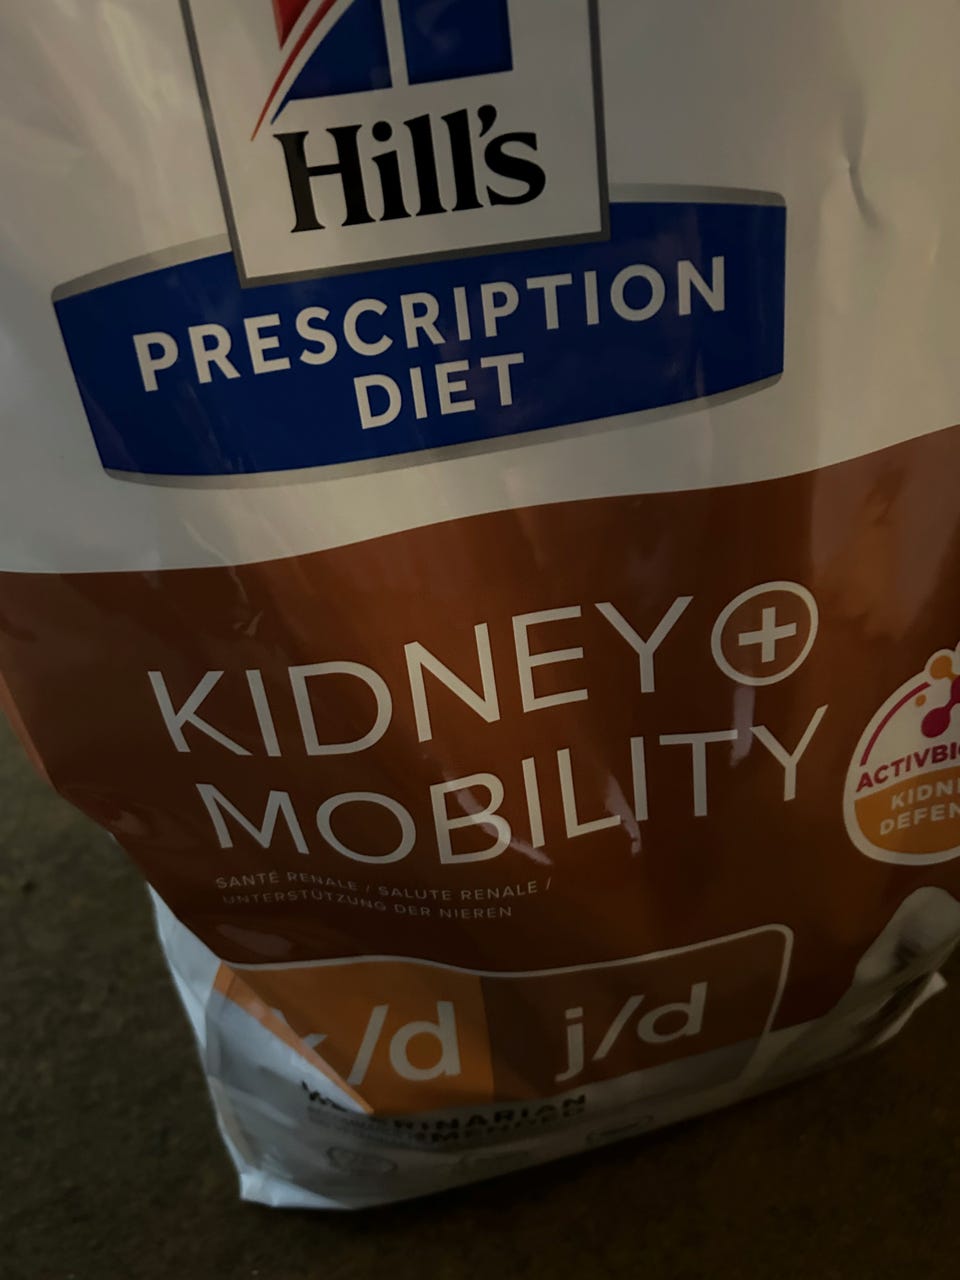 Hill's
PRESCRIPTION
DIET
KIDNEY +
MOBILITY
SANTÉ RENALE / SALUTE RENALE /
UNTERSTÜTZUNG DER NIEREN
/d j/d